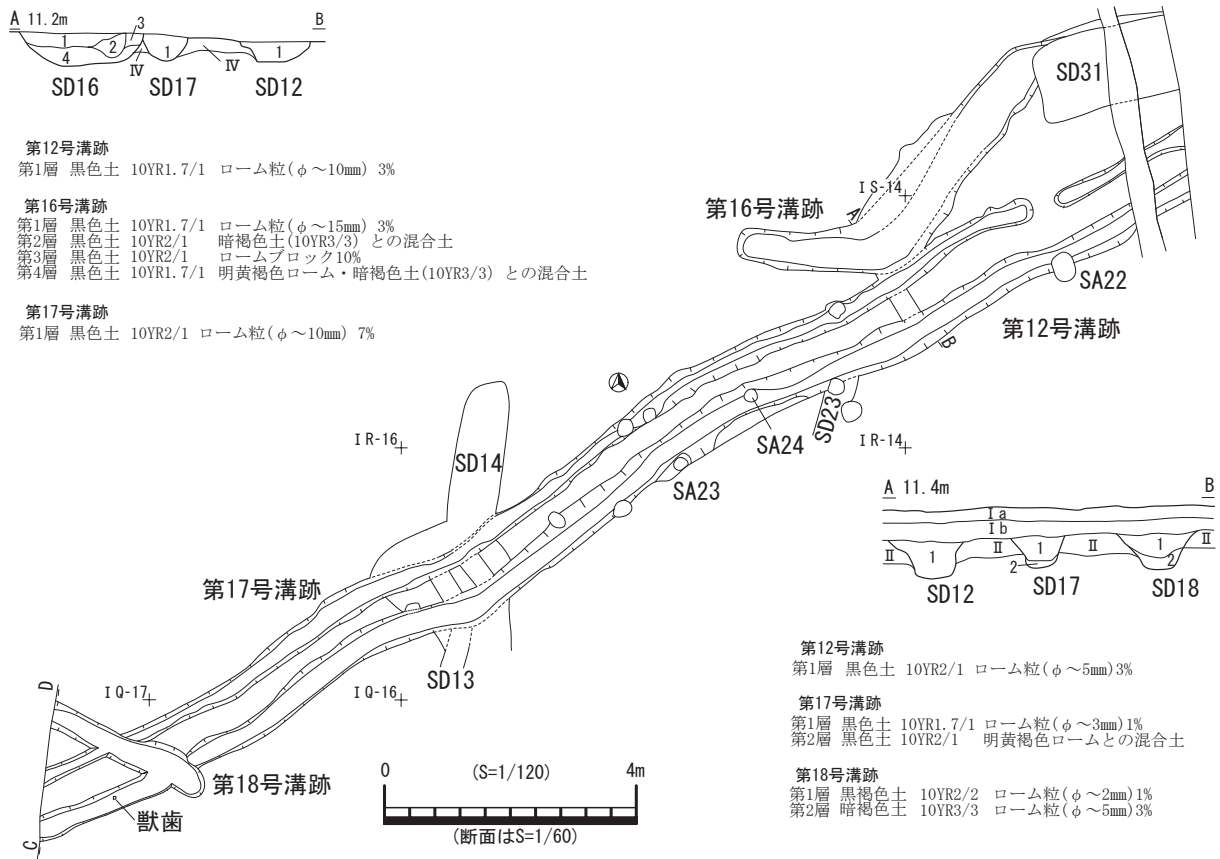 A 11.2m B
1 2 3 4 Ⅳ 1 Ⅳ 1
SD16 SD17 SD12
第12号溝跡
第1層 黒色土 10YR1.7/1 ローム粒(φ～10mm) 3%
第16号溝跡
第1層 黒色土 10YR1.7/1 ローム粒(φ～15mm) 3%
第2層 黒色土 10YR2/1 暗褐色土(10YR3/3) との混合土
第3層 黒色土 10YR2/1 ロームブロック10%
第4層 黒色土 10YR1.7/1 明黄褐色ローム・暗褐色土(10YR3/3) との混合土
第17号溝跡
第1層 黒色土 10YR2/1 ローム粒(φ～10mm) 7%
SD31
IS-14
第16号溝跡
A
SA22
第12号溝跡
B
IR-16
SD14
SA24
SD23
IR-14
SA23
第17号溝跡
SD13
IQ-17
IQ-16
D
第18号溝跡
獣歯
C
0 (S=1/120) 4m
(断面はS=1/60)
A 11.4m B
Ⅰa
Ⅰb
Ⅱ 1 Ⅱ 1 Ⅱ 1 Ⅱ
2 2
SD12 SD17 SD18
第12号溝跡
第1層 黒色土 10YR2/1 ローム粒(φ～5mm)3%
第17号溝跡
第1層 黒色土 10YR1.7/1 ローム粒(φ～3mm)1%
第2層 黒色土 10YR2/1 明黄褐色ロームとの混合土
第18号溝跡
第1層 黒褐色土 10YR2/2 ローム粒(φ～2mm)1%
第2層 暗褐色土 10YR3/3 ローム粒(φ～5mm)3%